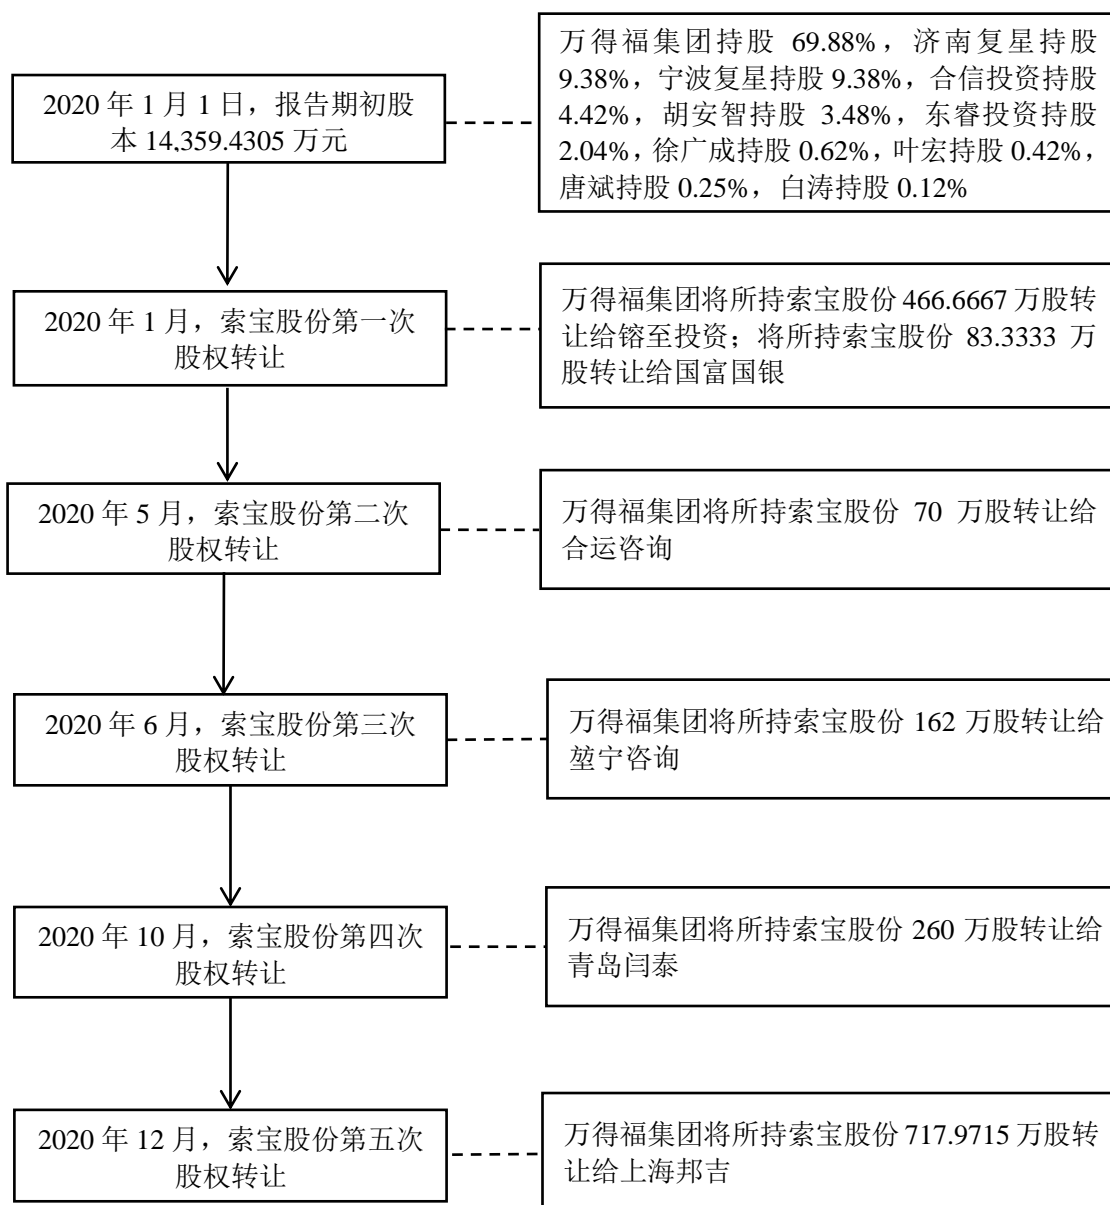 2020 年 1 月 1 日，报告期初股
本 14,359.4305 万元
万得福集团持股 69.88%，济南复星持股
9.38%，宁波复星持股 9.38%，合信投资持股
4.42%，胡安智持股 3.48%，东睿投资持股
2.04%，徐广成持股 0.62%，叶宏持股 0.42%，
唐斌持股 0.25%，白涛持股 0.12%
2020 年 1 月，索宝股份第一次
股权转让
万得福集团将所持索宝股份 466.6667 万股转
让给镕至投资；将所持索宝股份 83.3333 万
股转让给国富国银
2020 年 5 月，索宝股份第二次
股权转让
万得福集团将所持索宝股份 70 万股转让给
合运咨询
2020 年 6 月，索宝股份第三次
股权转让
万得福集团将所持索宝股份 162 万股转让给
堃宁咨询
2020 年 10 月，索宝股份第四次
股权转让
万得福集团将所持索宝股份 260 万股转让给
青岛闫泰
2020 年 12 月，索宝股份第五次
股权转让
万得福集团将所持索宝股份 717.9715 万股转
让给上海邦吉